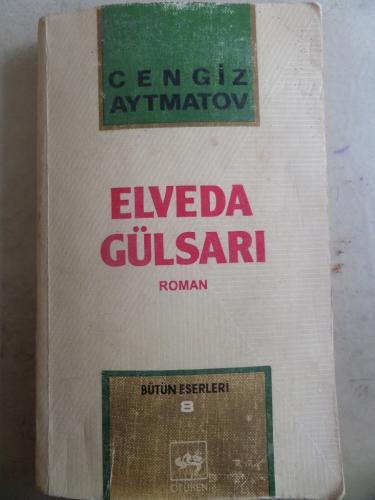 CENGİZ
AYTMATOV
ELVEDA
GÜLSARI
ROMAN
BÜTÜN ESERLERİ
8
ÖTÜKEN